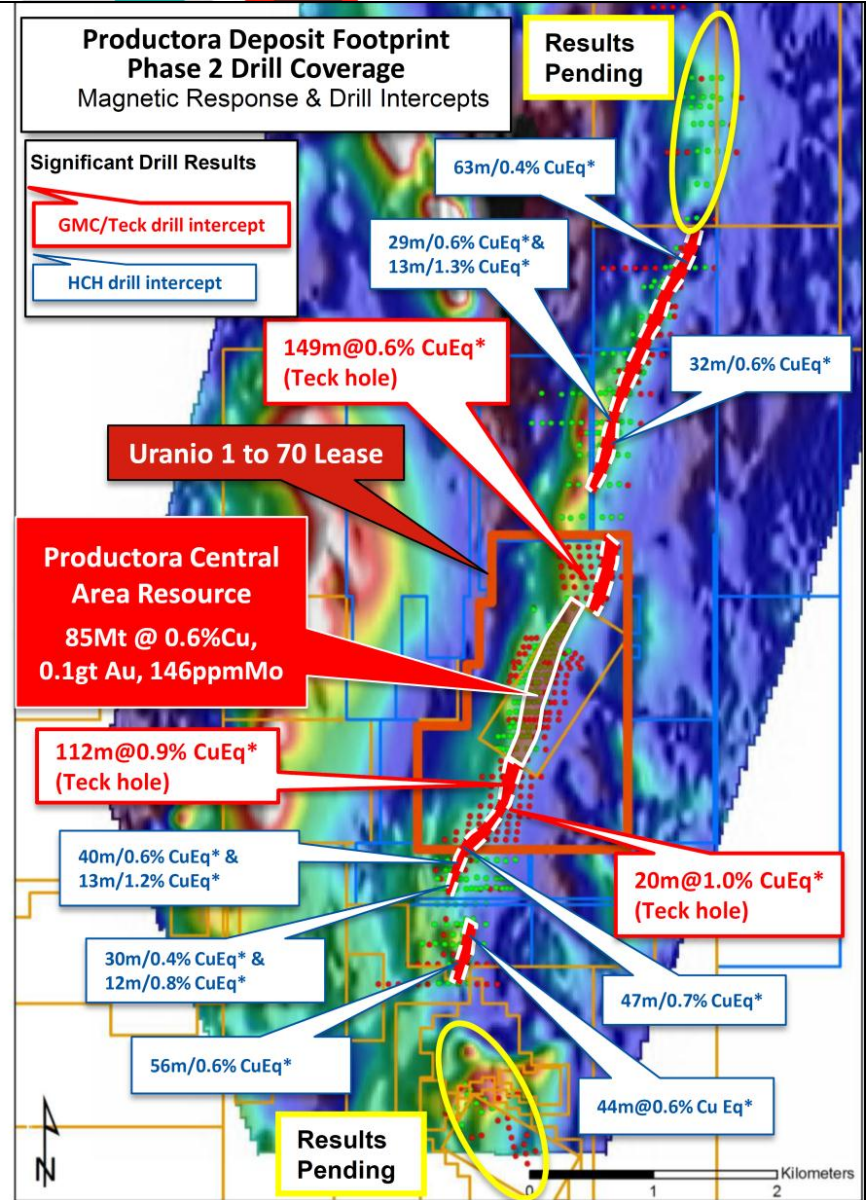 Productora Deposit Footprint
Phase 2 Drill Coverage
Magnetic Response & Drill Intercepts
Results
Pending
Significant Drill Results
GMC/Teck drill intercept
HCH drill intercept
63m/0.4% CuEq*
29m/0.6% CuEq*&
13m/1.3% CuEq*
149m@0.6% CuEq*
(Teck hole)
32m/0.6% CuEq*
Uranio 1 to 70 Lease
Productora Central
Area Resource
85Mt @ 0.6%Cu,
0.1gt Au, 146ppmMo
112m@0.9% CuEq*
(Teck hole)
40m/0.6% CuEq* &
13m/1.2% CuEq*
20m@1.0% CuEq*
(Teck hole)
30m/0.4% CuEq* &
12m/0.8% CuEq*
47m/0.7% CuEq*
56m/0.6% CuEq*
44m@0.6% Cu Eq*
Results
Pending
N
Kilometers
0 1 2